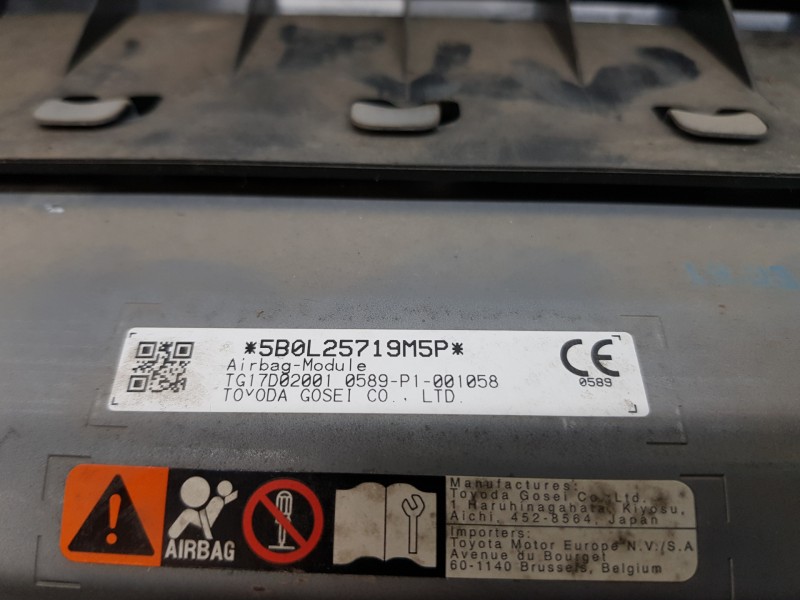 *5B0L25719M5P*
Airbag-Module
TG17D02001 0589-P1-001058
TOYODA GOSEI CO., LTD.
CE
0589
AIRBAG
Manufactures:
Toyoda Gosei Co.,Ltd.
1 Haruhinagahata, Kiyosu,
Aichi, 452-8564, Japan
Importers:
Toyota Motor Europe N.V./S.A
Avenue du Bourget
60-1140 Brussels, Belgium